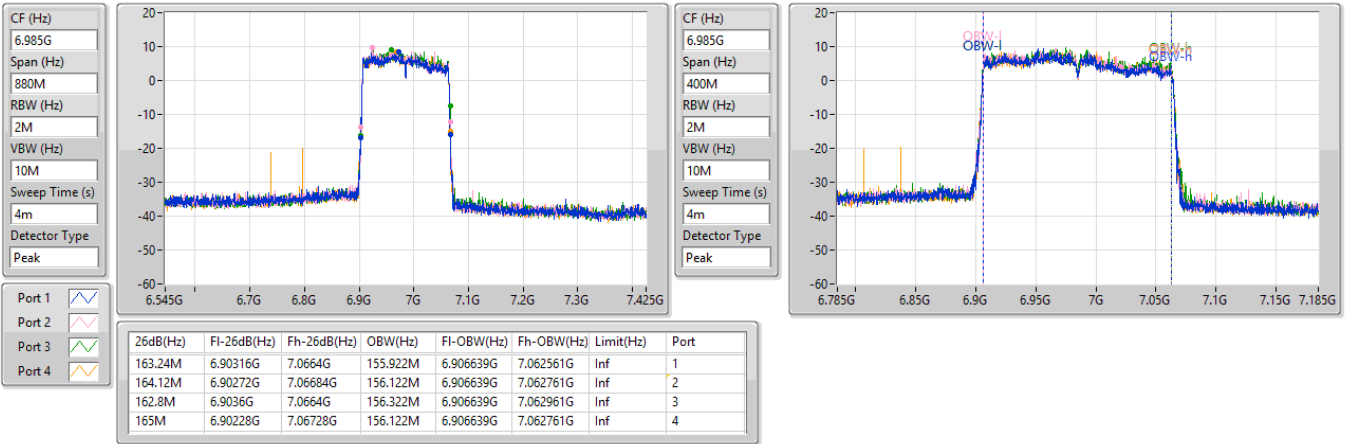 CF (Hz)
6.985G
Span (Hz)
880M
RBW (Hz)
2M
VBW (Hz)
10M
Sweep Time (s)
4m
Detector Type
Peak
20
10
0
-10
-20
-30
-40
-50
-60
6.545G 6.7G 6.8G 6.9G 7G 7.1G 7.2G 7.3G 7.425G
CF (Hz)
6.985G
Span (Hz)
400M
RBW (Hz)
2M
VBW (Hz)
10M
Sweep Time (s)
4m
Detector Type
Peak
20
10
0
-10
-20
-30
-40
-50
-60
OBW-l
OBW-l
OBW-h
OBW-h
6.785G 6.85G 6.9G 6.95G 7G 7.05G 7.1G 7.15G 7.185G
Port 1
Port 2
Port 3
Port 4
26dB(Hz) Fl-26dB(Hz) Fh-26dB(Hz) OBW(Hz) Fl-OBW(Hz) Fh-OBW(Hz) Limit(Hz) Port
163.24M 6.90316G 7.0664G 155.922M 6.906639G 7.062561G Inf 1
164.12M 6.90272G 7.06684G 156.122M 6.906639G 7.062761G Inf 2
162.8M 6.9036G 7.0664G 156.322M 6.906639G 7.062961G Inf 3
165M 6.90228G 7.06728G 156.122M 6.906639G 7.062761G Inf 4